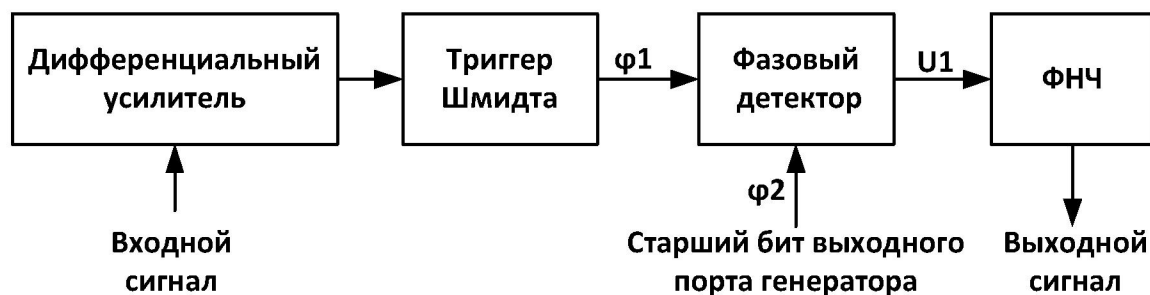 Дифференциальный
усилитель
Триггер
Шмидта
φ1
Фазовый
детектор
U1
ФНЧ
φ2
Входной
сигнал
Старший бит выходного
порта генератора
Выходной
сигнал